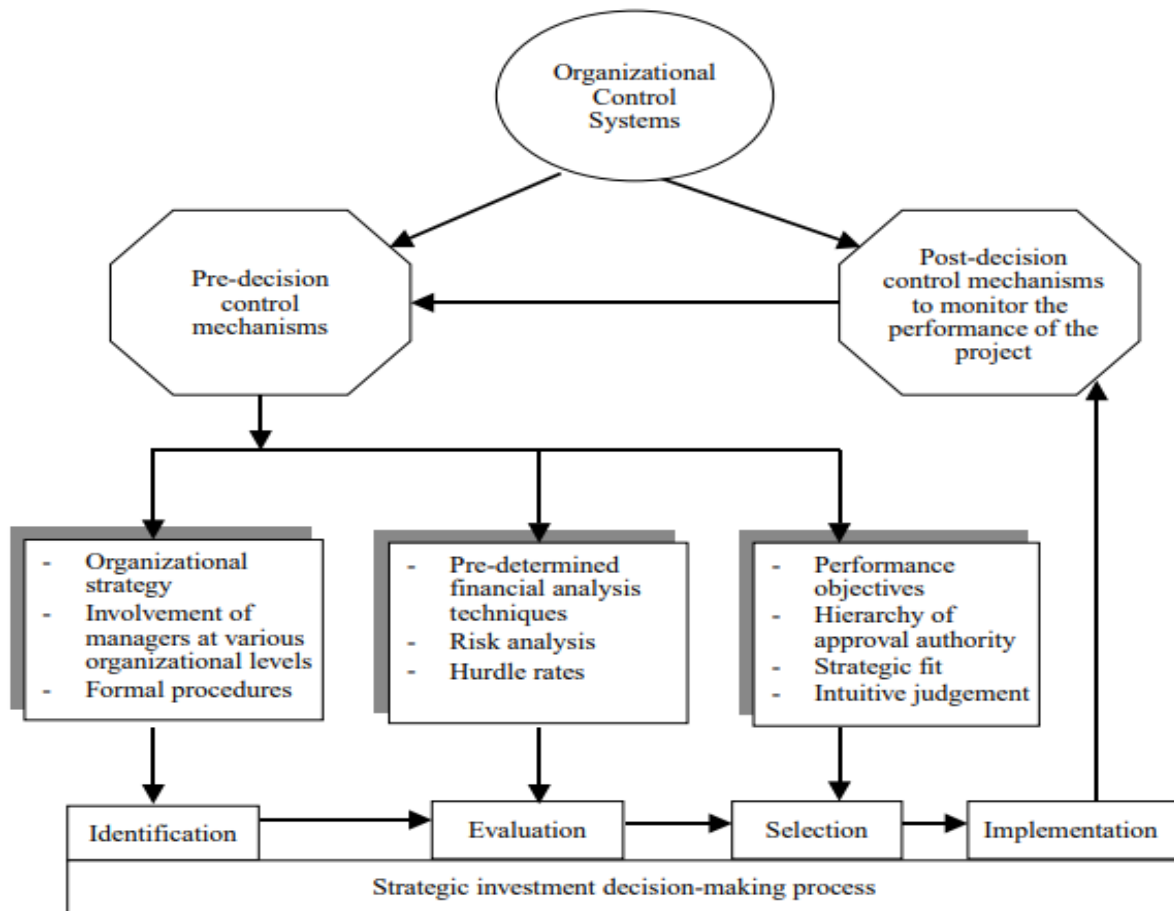 Organizational
Control
Systems
Pre-decision
control
mechanisms
Post-decision
control mechanisms
to monitor the
performance of the
project
- Organizational
strategy
- Involvement of
managers at various
organizational levels
- Formal procedures
- Pre-determined
financial analysis
techniques
- Risk analysis
- Hurdle rates
- Performance
objectives
- Hierarchy of
approval authority
- Strategic fit
- Intuitive judgement
Identification
Evaluation
Selection
Implementation
Strategic investment decision-making process